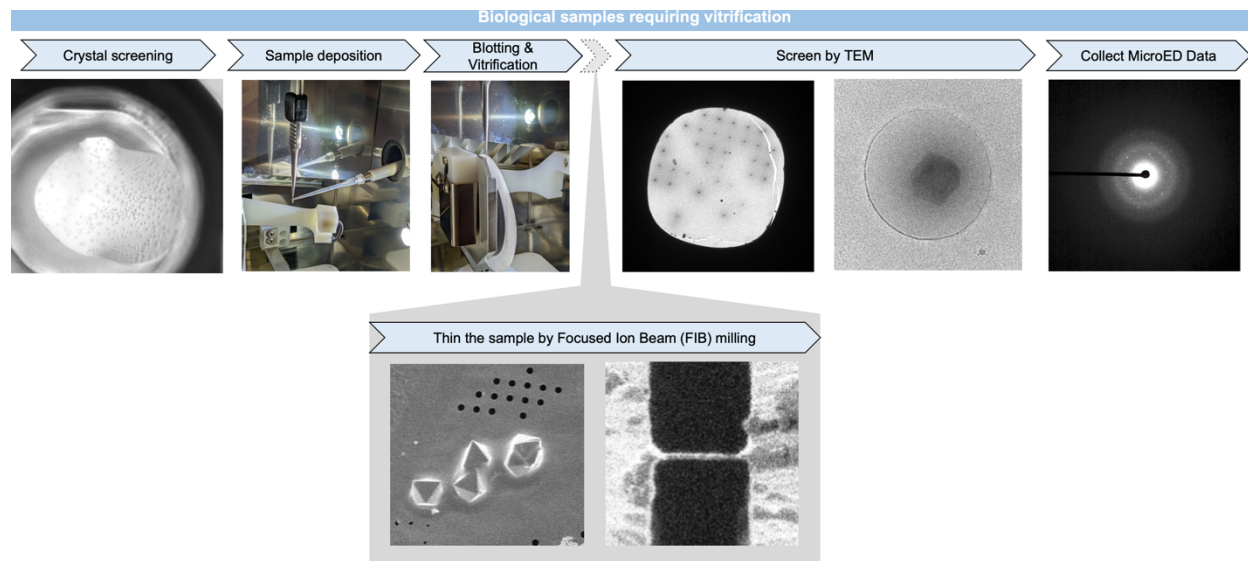 Biological samples requiring vitrification
Crystal screening
Sample deposition
Blotting &
Vitrification
Screen by TEM
Collect MicroED Data
Thin the sample by Focused Ion Beam (FIB) milling